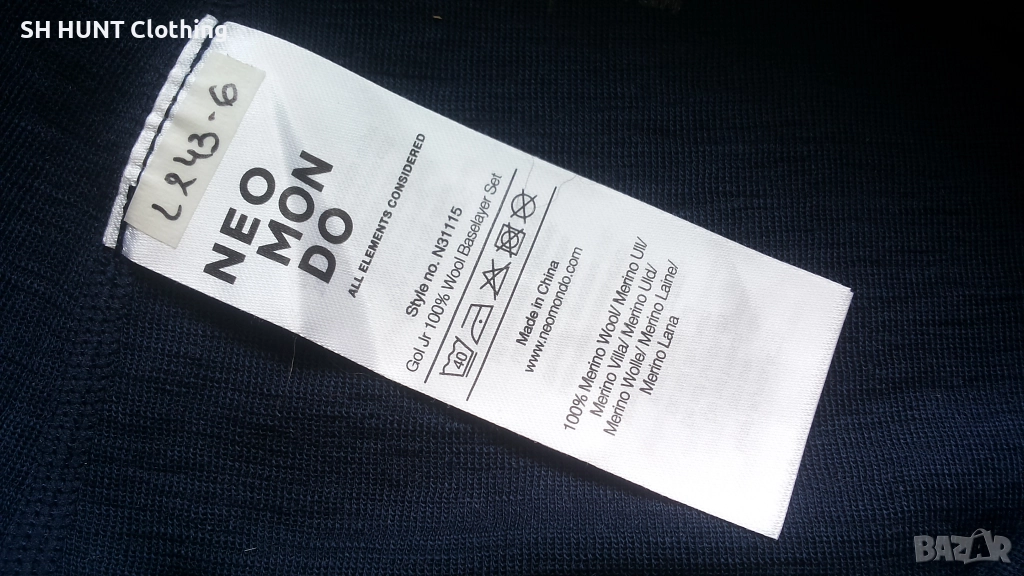 SH HUNT Clothing
L 243-6
NEO
MON
DO
ALL ELEMENTS CONSIDERED
Style no. N31115
Gol Jr 100% Wool Baselayer Set
40
Made in China
www.neomondo.com
100% Merino Wool/ Merino Ull/
Merino Villa/ Merino Uld/
Merino Wolle/ Merino Laine/
Merino Lana
BAZAR